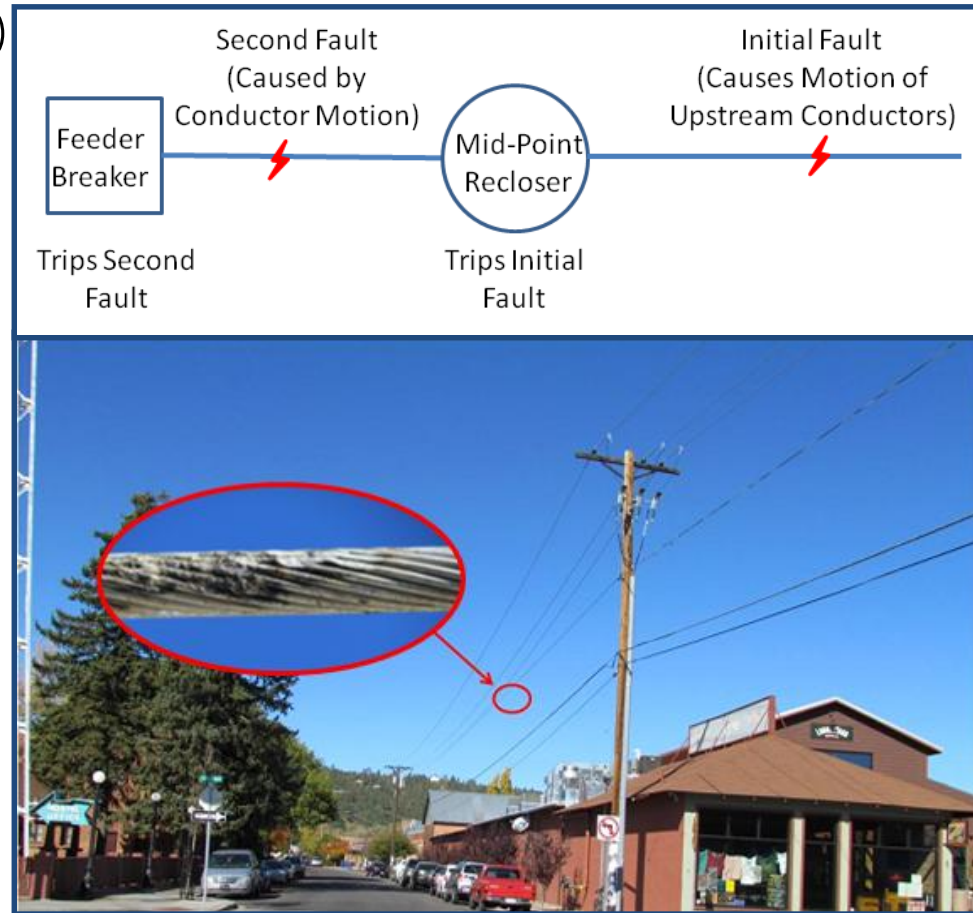 )
Second Fault
(Caused by
Conductor Motion)
Initial Fault
(Causes Motion of
Upstream Conductors)
Feeder
Breaker
Mid-Point
Recloser
Trips Second
Fault
Trips Initial
Fault